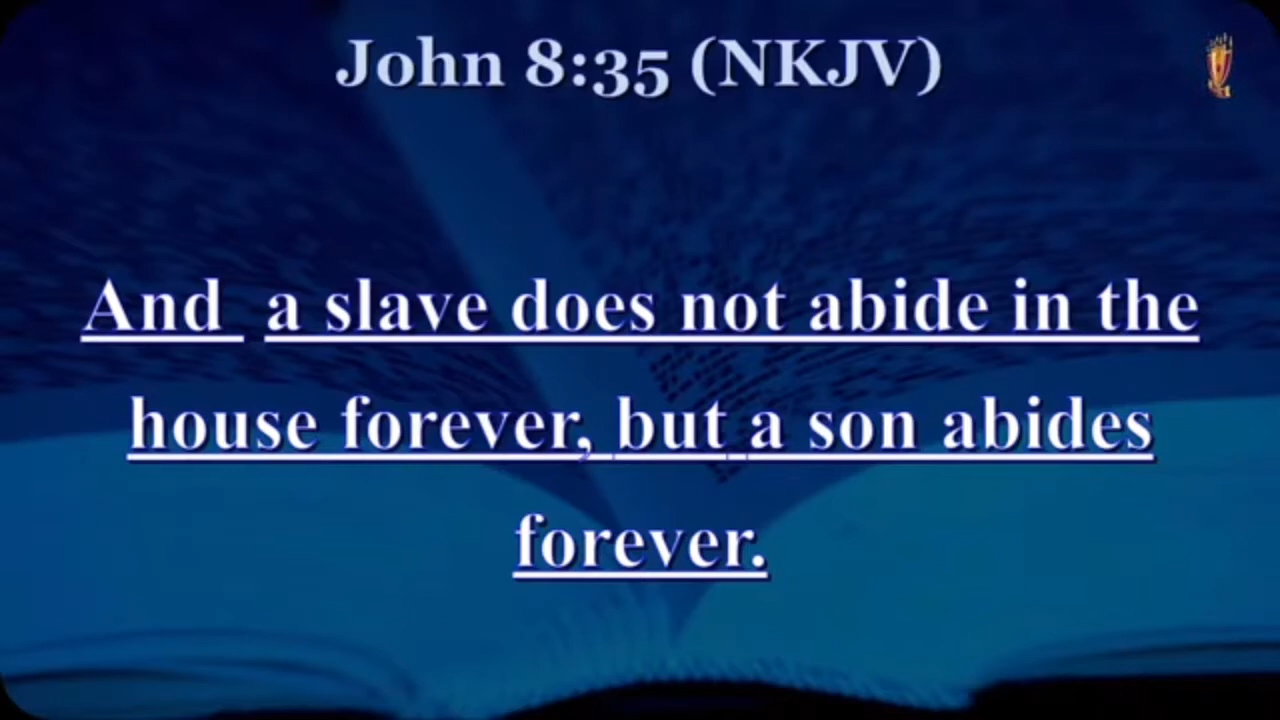 John 8:35 (NKJV)
And  a slave does not abide in the
house forever, but a son abides
forever.